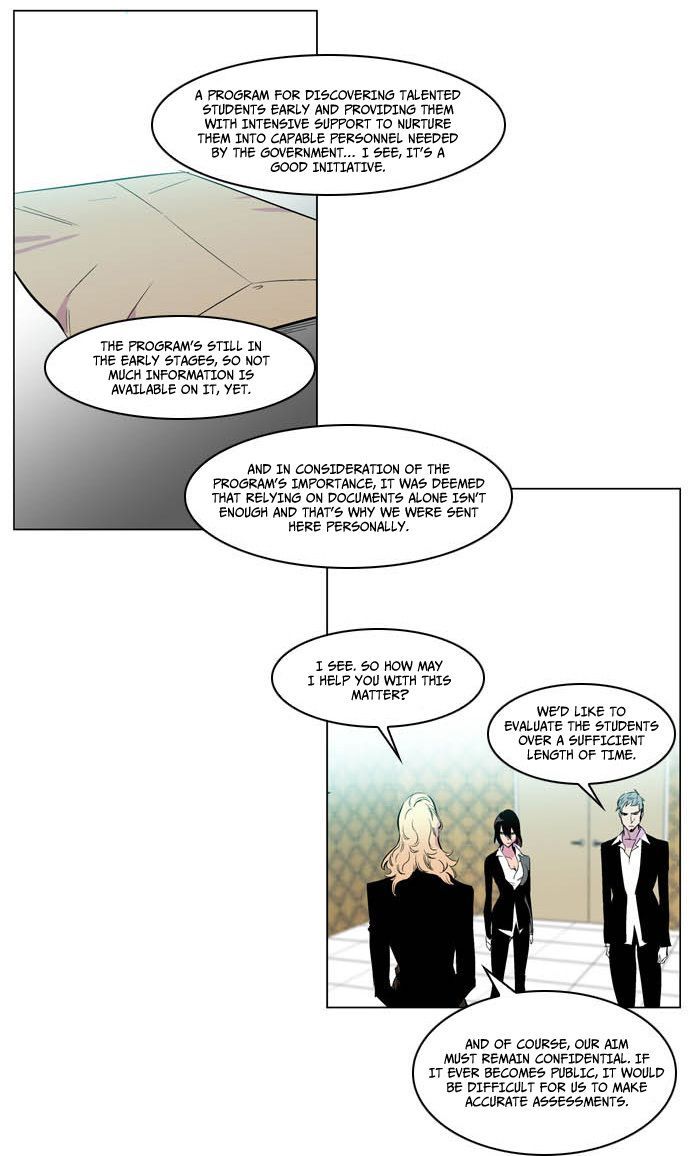 A PROGRAM FOR DISCOVERING TALENTED
STUDENTS EARLY AND PROVIDING THEM
WITH INTENSIVE SUPPORT TO NURTURE
THEM INTO CAPABLE PERSONNEL NEEDED
BY THE GOVERNMENT... I SEE, IT'S A
GOOD INITIATIVE.
THE PROGRAM'S STILL IN
THE EARLY STAGES, SO NOT
MUCH INFORMATION IS
AVAILABLE ON IT, YET.
AND IN CONSIDERATION OF THE
PROGRAM'S IMPORTANCE, IT WAS DEEMED
THAT RELYING ON DOCUMENTS ALONE ISN'T
ENOUGH AND THAT'S WHY WE WERE SENT
HERE PERSONALLY.
I SEE. SO HOW MAY
I HELP YOU WITH THIS
MATTER?
WE'D LIKE TO
EVALUATE THE STUDENTS
OVER A SUFFICIENT
LENGTH OF TIME.
AND OF COURSE, OUR AIM
MUST REMAIN CONFIDENTIAL. IF
IT EVER BECOMES PUBLIC, IT WOULD
BE DIFFICULT FOR US TO MAKE
ACCURATE ASSESSMENTS.